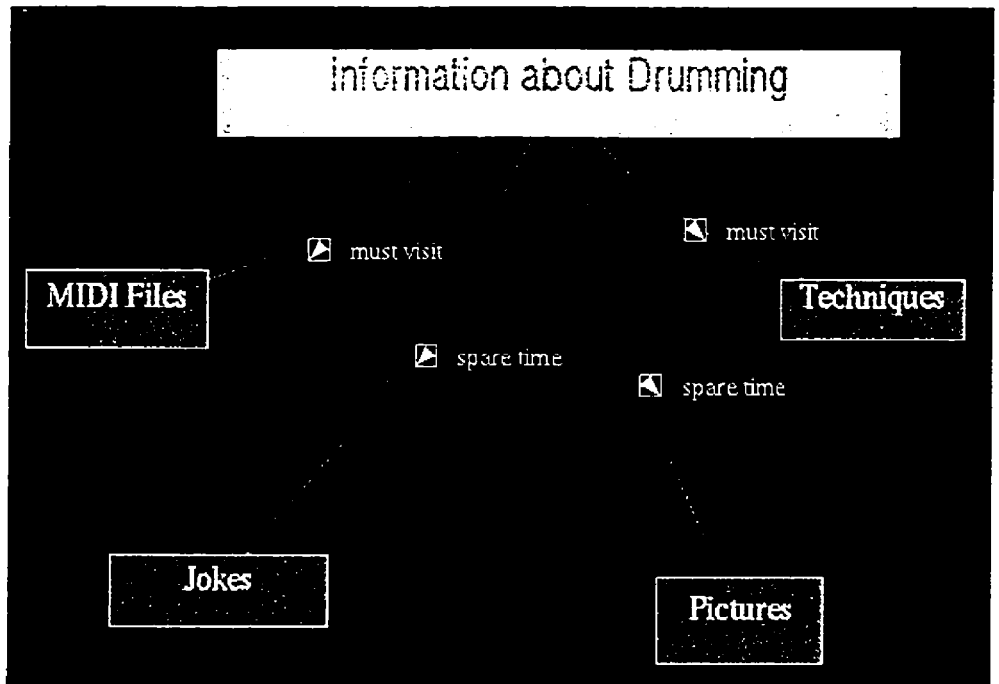 Information about Drumming
must visit
must visit
MIDI Files
Techniques
spare time
spare time
Jokes
Pictures